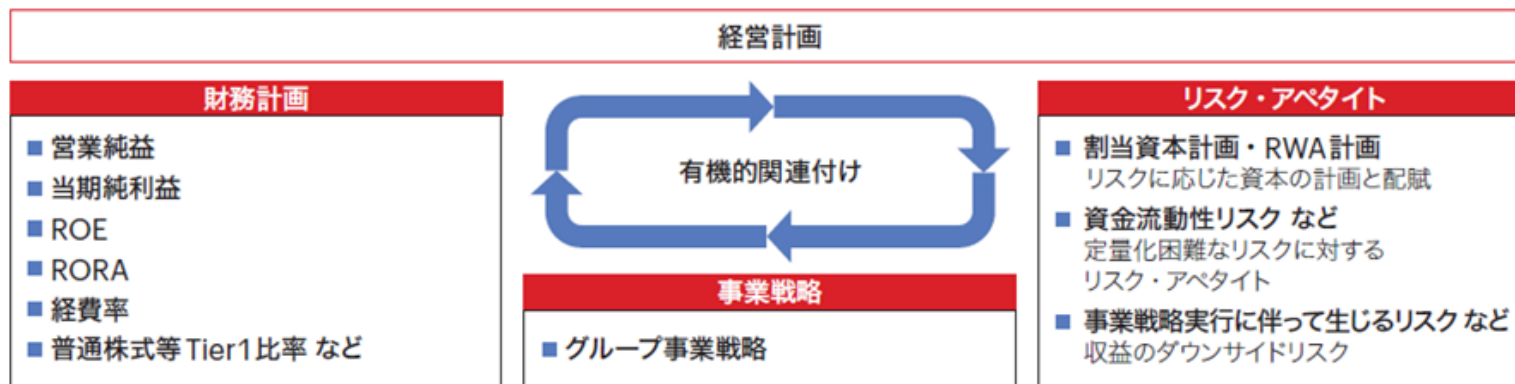 経営計画
財務計画
■ 営業純益
■ 当期純利益
■ ROE
■ RORA
■ 経費率
■ 普通株式等Tier1比率 など
有機的関連付け
事業戦略
■ グループ事業戦略
リスク・アペタイト
■ 割当資本計画・RWA計画
リスクに応じた資本の計画と配賦
■ 資金流動性リスク など
定量化困難なリスクに対する
リスク・アペタイト
■ 事業戦略実行に伴って生じるリスク など
収益のダウンサイドリスク